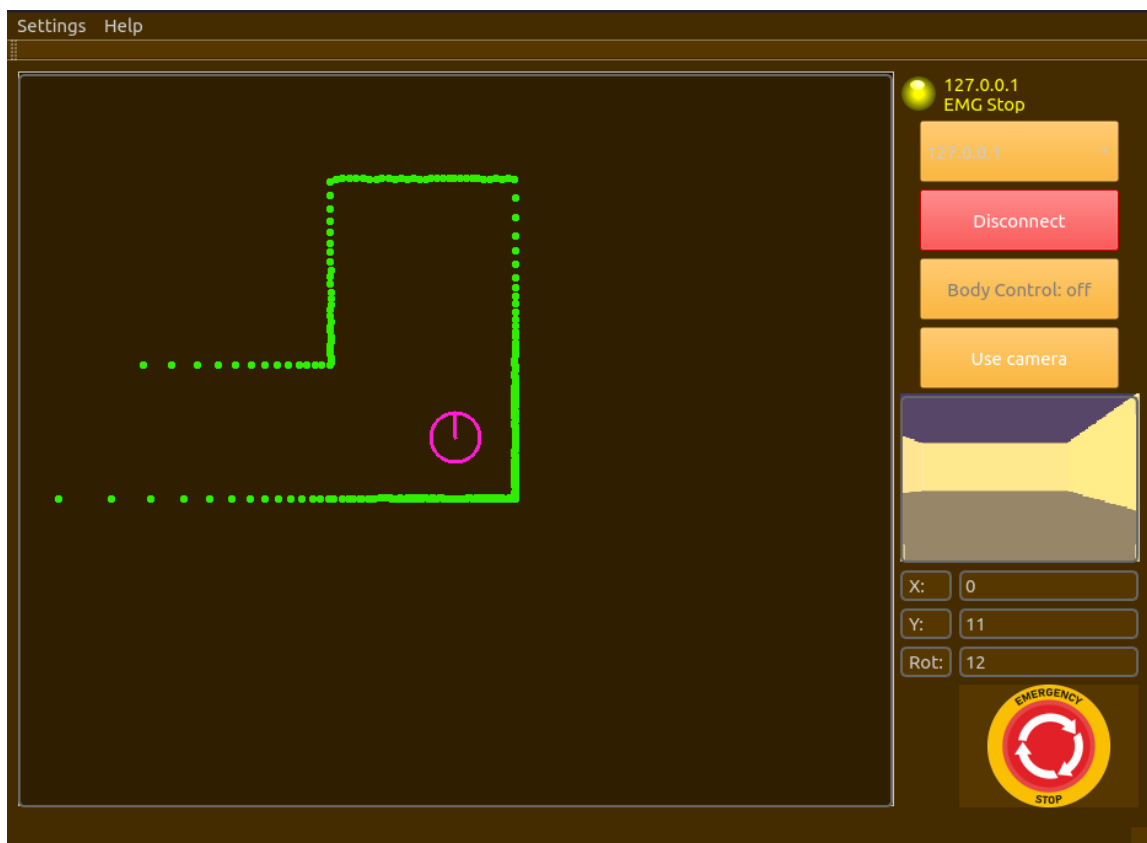 Settings Help
127.0.0.1
EMG Stop
127.0.0.1
Disconnect
Body Control: off
Use camera
X: 0
Y: 11
Rot: 12
EMERGENCY
STOP